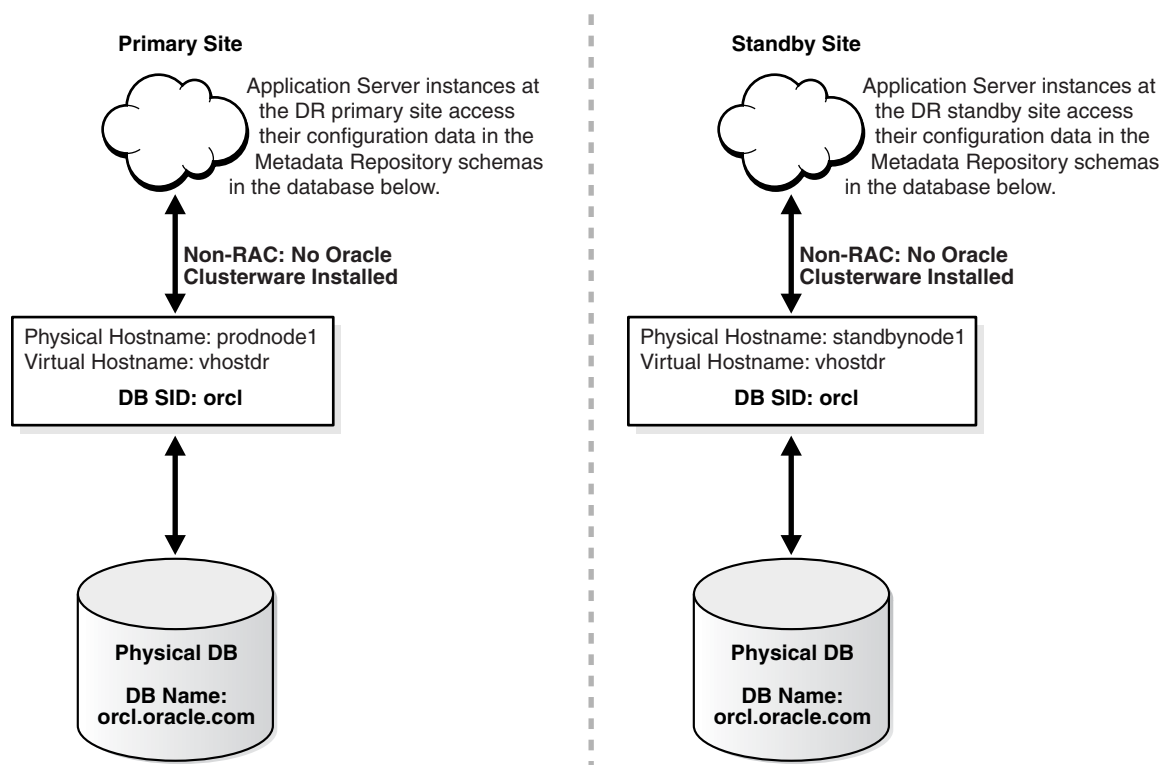 Primary Site
Application Server instances at
the DR primary site access
their configuration data in the
Metadata Repository schemas
in the database below.
Non-RAC: No Oracle
Clusterware Installed
Physical Hostname: prodnode1
Virtual Hostname: vhostdr
DB SID: orcl
Physical DB
DB Name:
orcl.oracle.com
Standby Site
Application Server instances at
the DR standby site access
their configuration data in the
Metadata Repository schemas
in the database below.
Non-RAC: No Oracle
Clusterware Installed
Physical Hostname: standbynode1
Virtual Hostname: vhostdr
DB SID: orcl
Physical DB
DB Name:
orcl.oracle.com